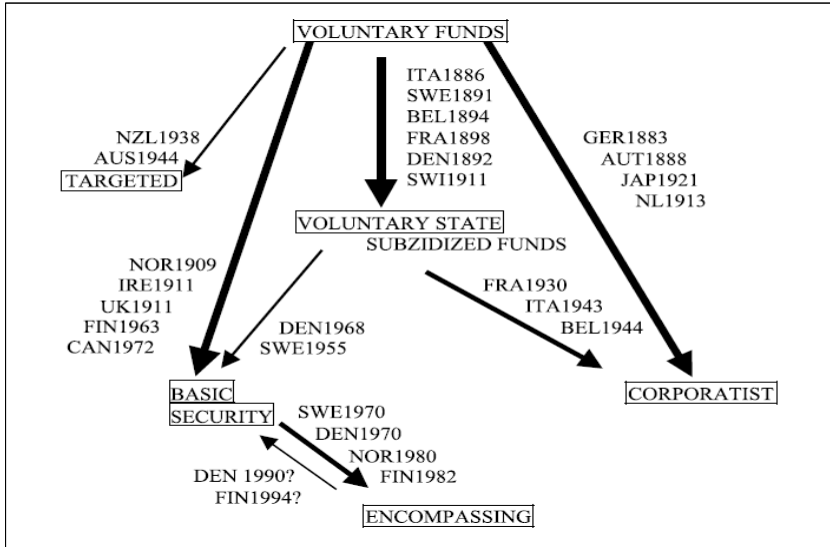 VOLUNTARY FUNDS
ITA1886
SWE1891
BEL1894
FRA1898
DEN1892
SWI1911
GER1883
AUT1888
JAP1921
NL1913
NZL1938
AUS1944
TARGETED
VOLUNTARY STATE
SUBZIDIZED FUNDS
NOR1909
IRE1911
UK1911
FIN1963
CAN1972
DEN1968
SWE1955
FRA1930
ITA1943
BEL1944
BASIC
SECURITY
CORPORATIST
SWE1970
DEN1970
NOR1980
FIN1982
DEN 1990?
FIN1994?
ENCOMPASSING